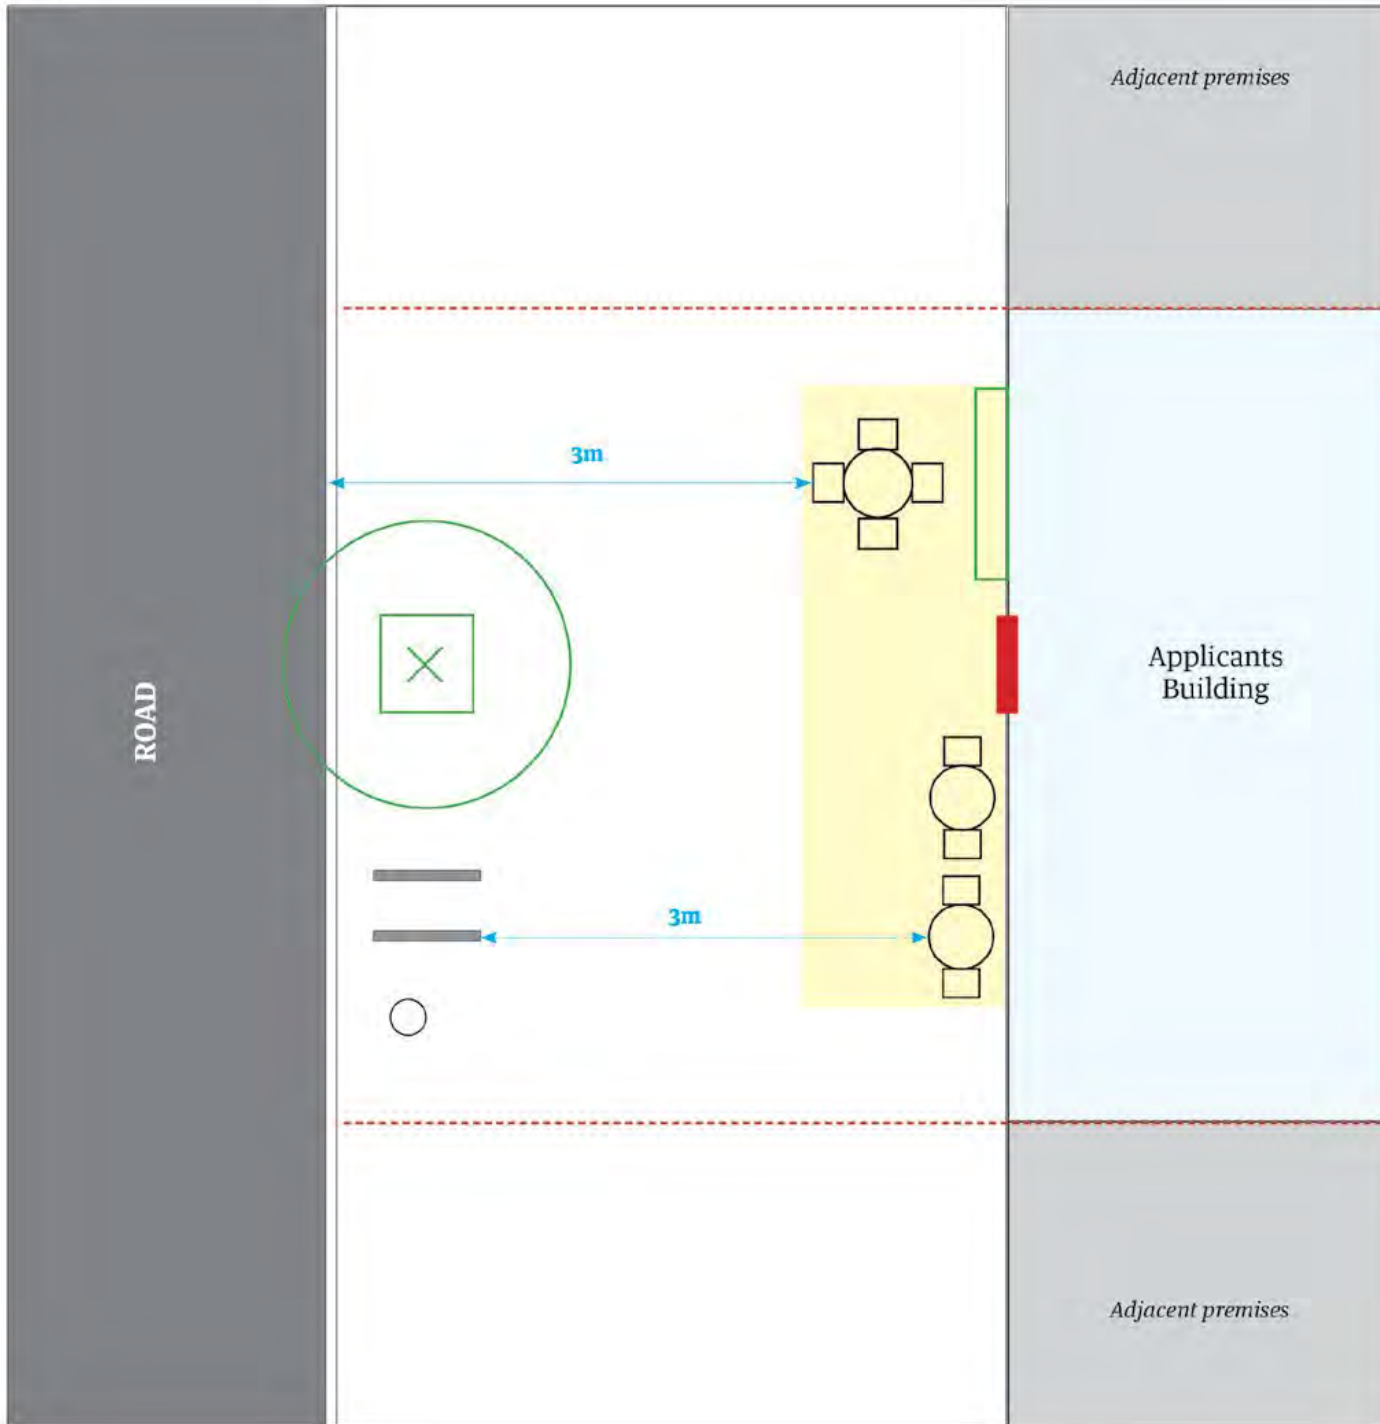 Adjacent premises
3m
ROAD
Applicants
Building
3m
Adjacent premises